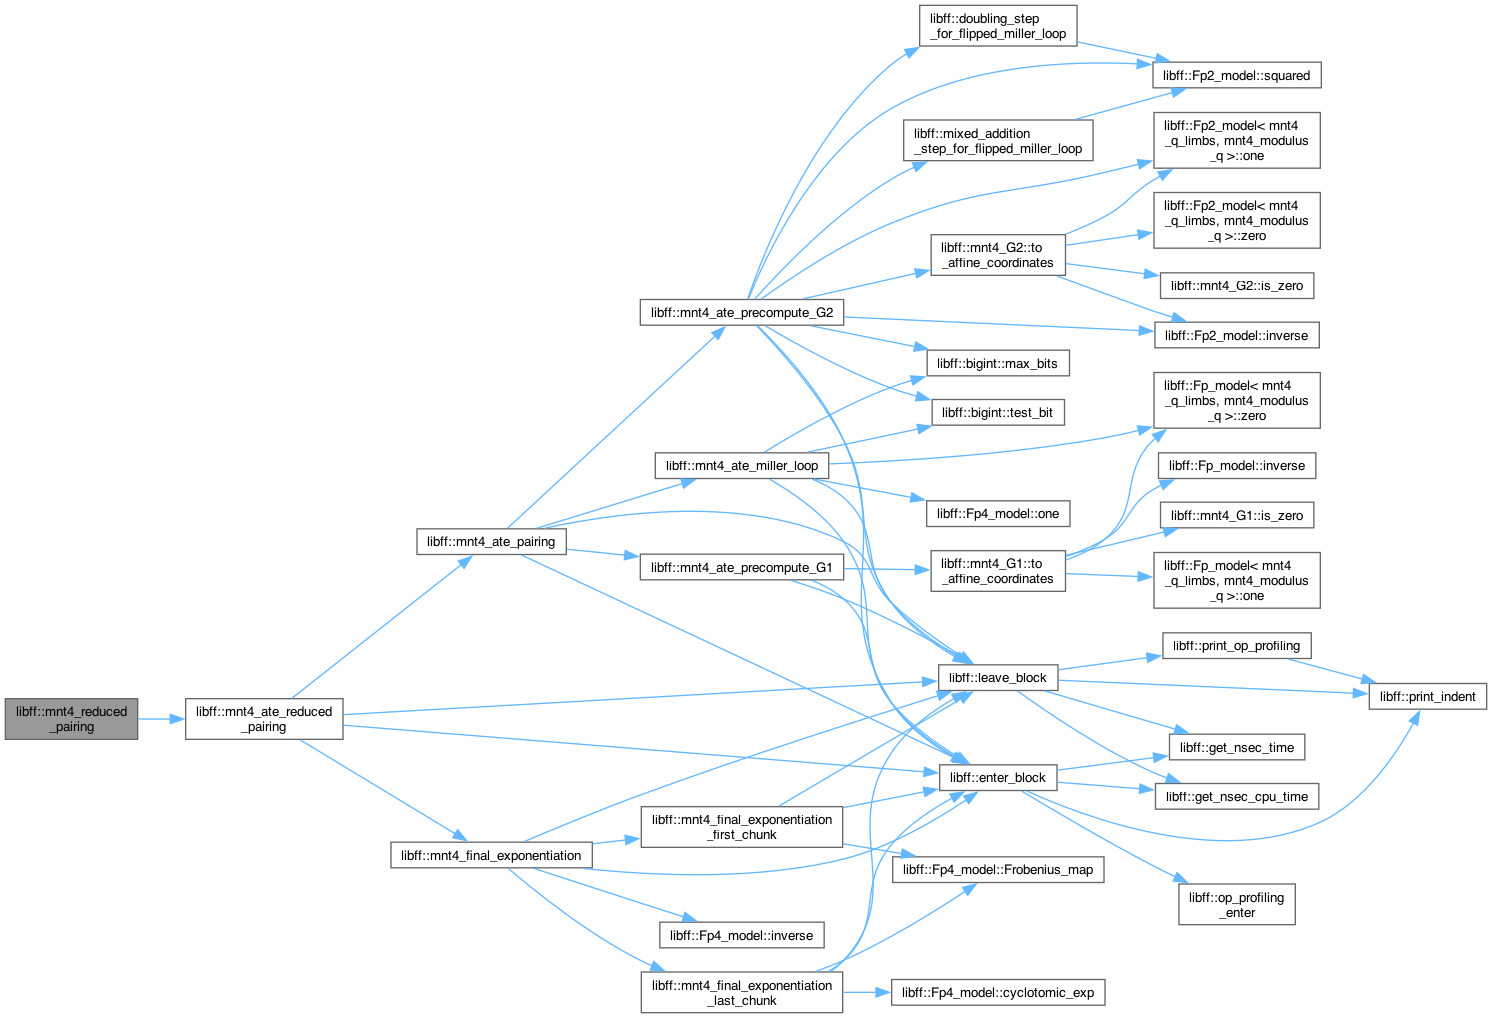 libff::doubling_step
_for_flipped_miller_loop
libff::Fp2_model::squared
libff::mixed_addition
_step_for_flipped_miller_loop
libff::Fp2_model< mnt4
_q_limbs, mnt4_modulus
_q >::one
libff::Fp2_model< mnt4
_q_limbs, mnt4_modulus
_q >::zero
libff::mnt4_G2::to
_affine_coordinates
libff::mnt4_G2::is_zero
libff::mnt4_ate_precompute_G2
libff::Fp2_model::inverse
libff::bigint::max_bits
libff::Fp_model< mnt4
_q_limbs, mnt4_modulus
_q >::zero
libff::bigint::test_bit
libff::mnt4_ate_miller_loop
libff::Fp_model::inverse
libff::Fp4_model::one
libff::mnt4_G1::is_zero
libff::mnt4_ate_pairing
libff::mnt4_ate_precompute_G1
libff::mnt4_G1::to
_affine_coordinates
libff::Fp_model< mnt4
_q_limbs, mnt4_modulus
_q >::one
libff::print_op_profiling
libff::leave_block
libff::print_indent
libff::mnt4_reduced
_pairing
libff::mnt4_ate_reduced
_pairing
libff::get_nsec_time
libff::enter_block
libff::get_nsec_cpu_time
libff::mnt4_final_exponentiation
_first_chunk
libff::mnt4_final_exponentiation
libff::Fp4_model::Frobenius_map
libff::op_profiling
_enter
libff::Fp4_model::inverse
libff::mnt4_final_exponentiation
_last_chunk
libff::Fp4_model::cyclotomic_exp